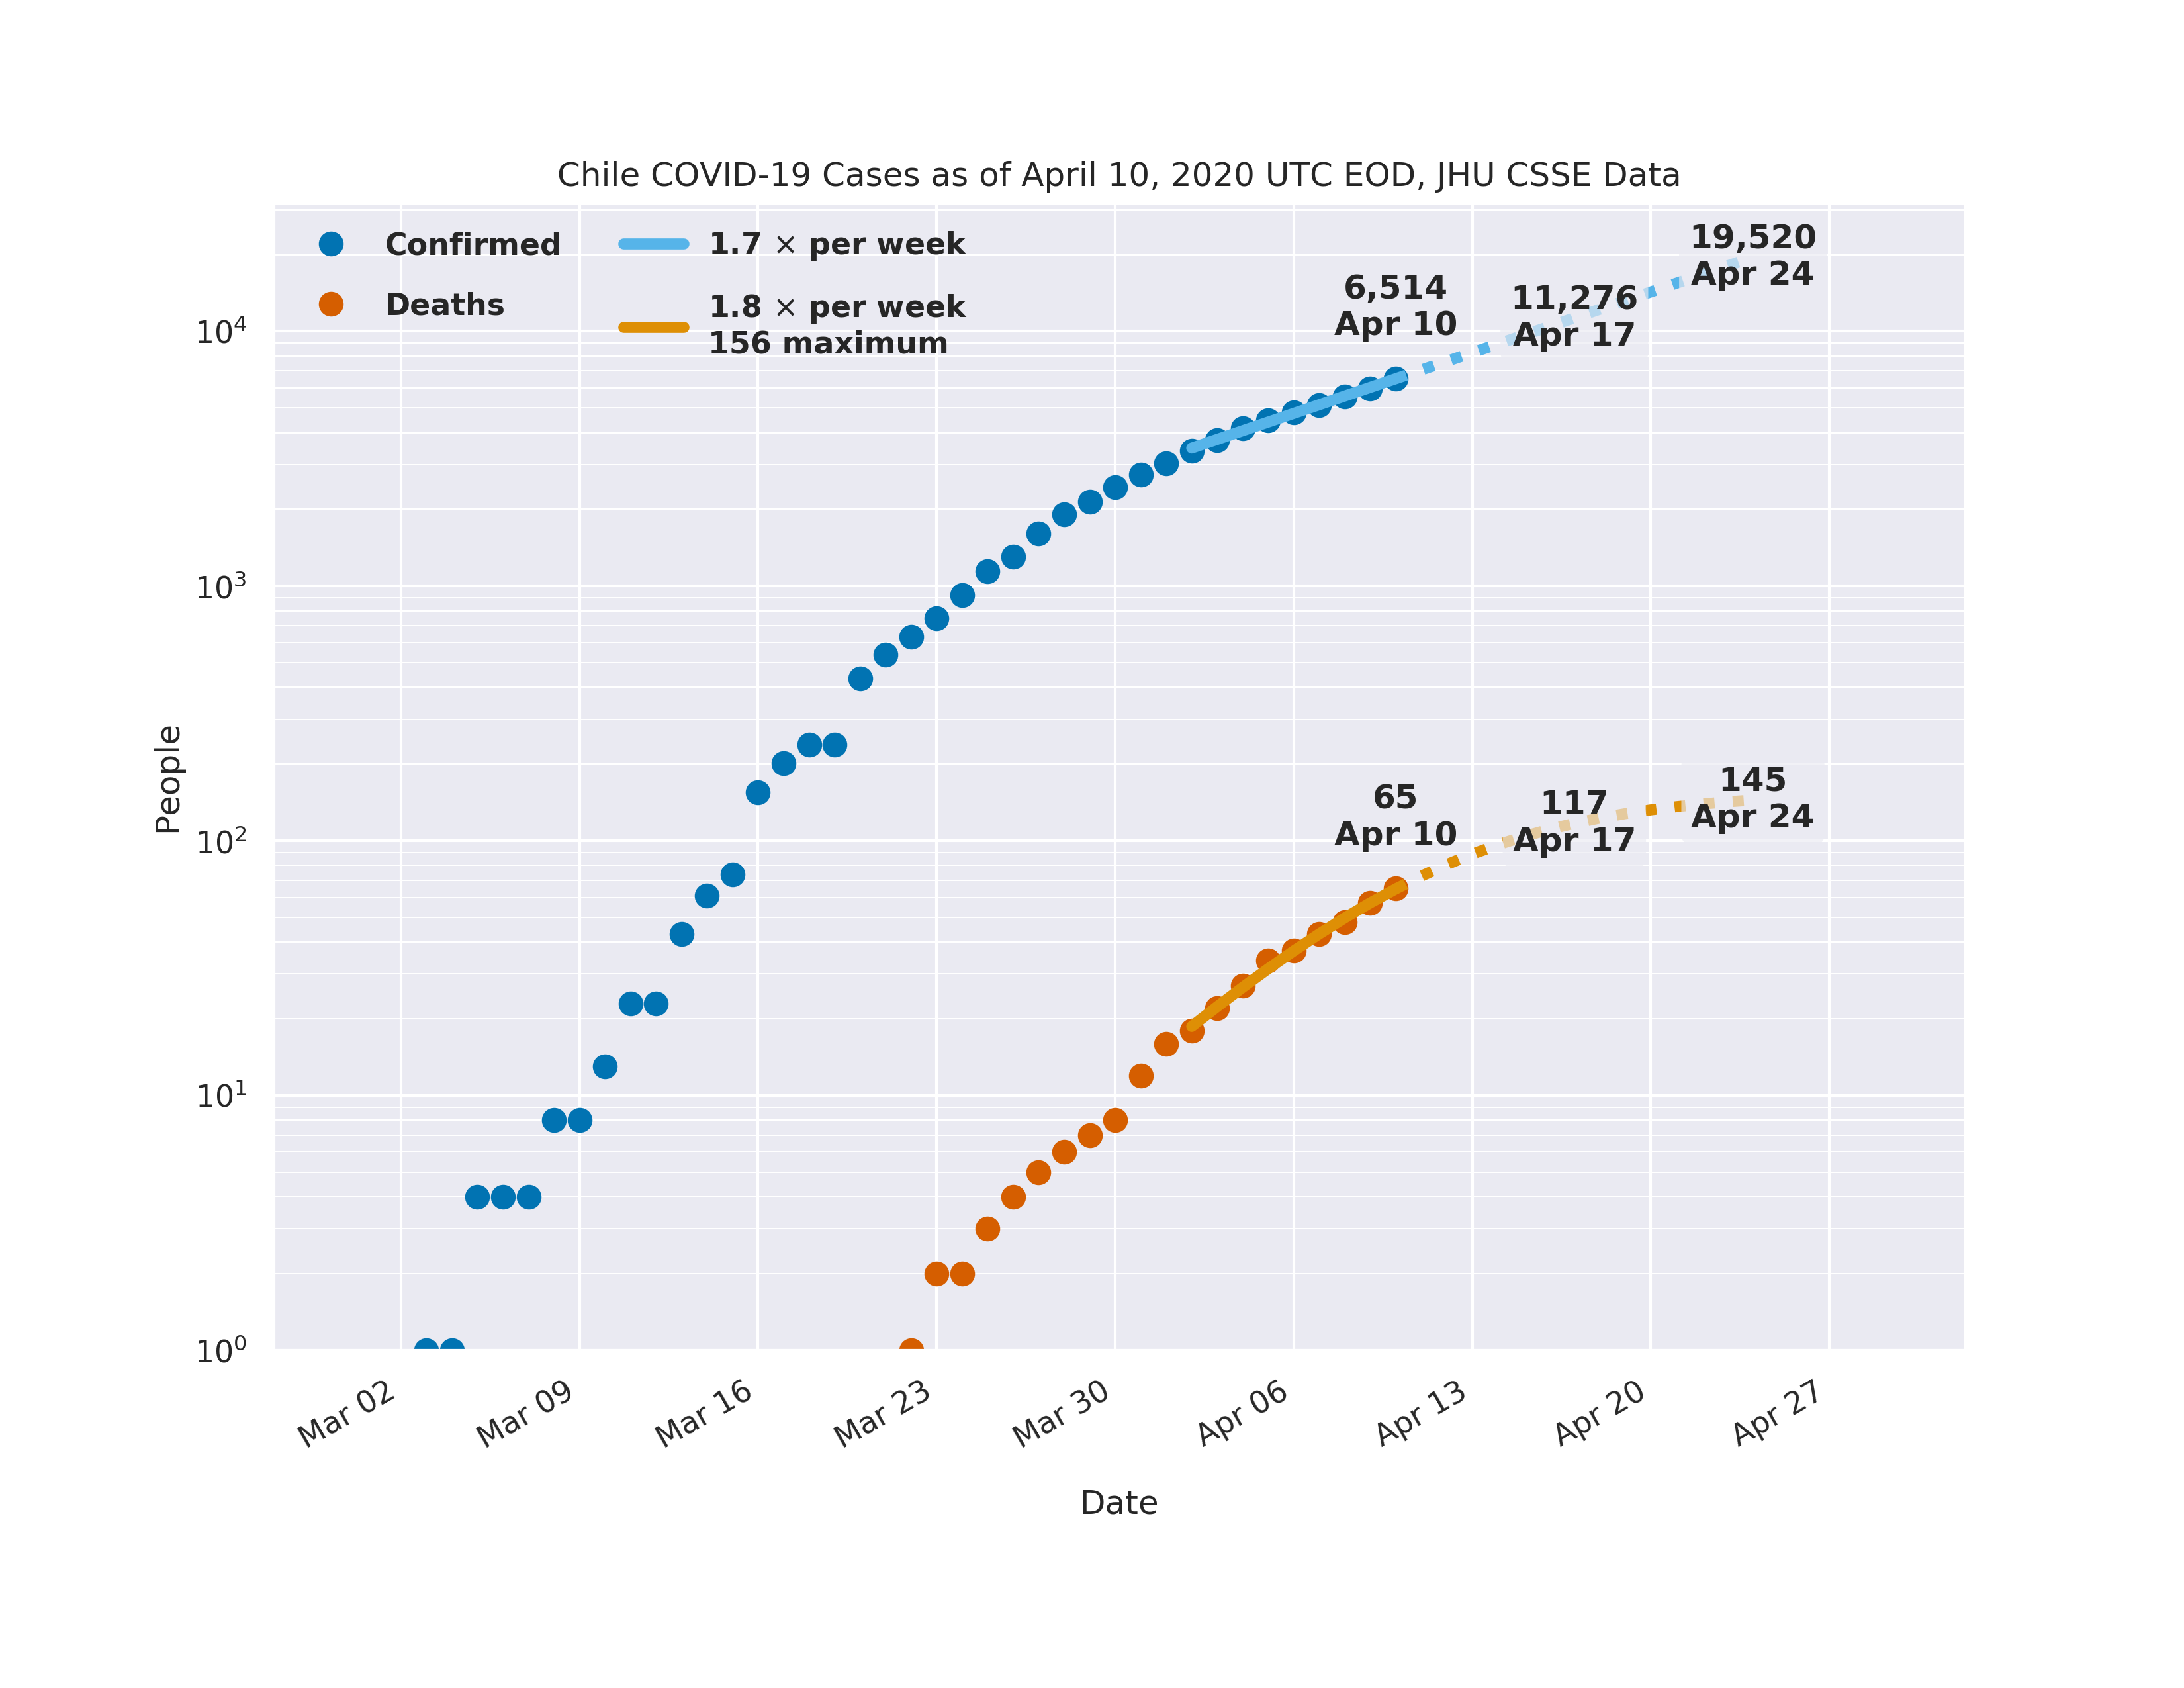 Chile COVID-19 Cases as of April 10, 2020 UTC EOD, JHU CSSE Data
Confirmed
Deaths
1.7 × per week
1.8 × per week
156 maximum
6,514
Apr 10
11,276
Apr 17
19,520
Apr 24
65
Apr 10
117
Apr 17
145
Apr 24
People
10⁴
10³
10²
10¹
10⁰
Mar 02
Mar 09
Mar 16
Mar 23
Mar 30
Apr 06
Apr 13
Apr 20
Apr 27
Date